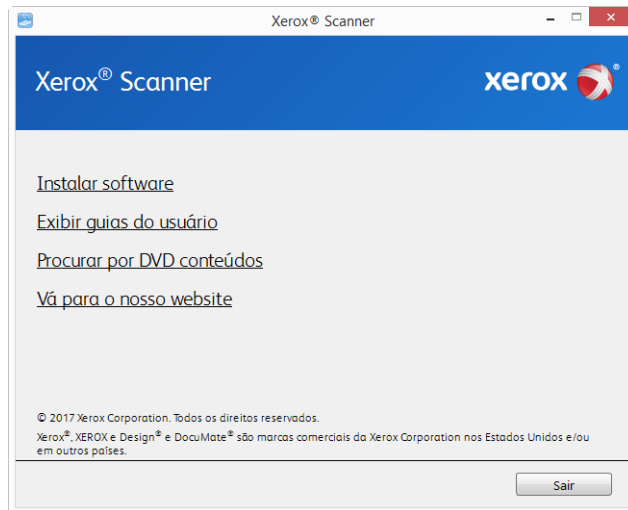 Xerox® Scanner
Xerox® Scanner
xerox ®
Instalar software
Exibir guias do usuário
Procurar por DVD conteúdos
Vá para o nosso website
© 2017 Xerox Corporation. Todos os direitos reservados.
Xerox®, XEROX e Design® e DocuMate® são marcas comerciais da Xerox Corporation nos Estados Unidos e/ou
em outros países.
Sair